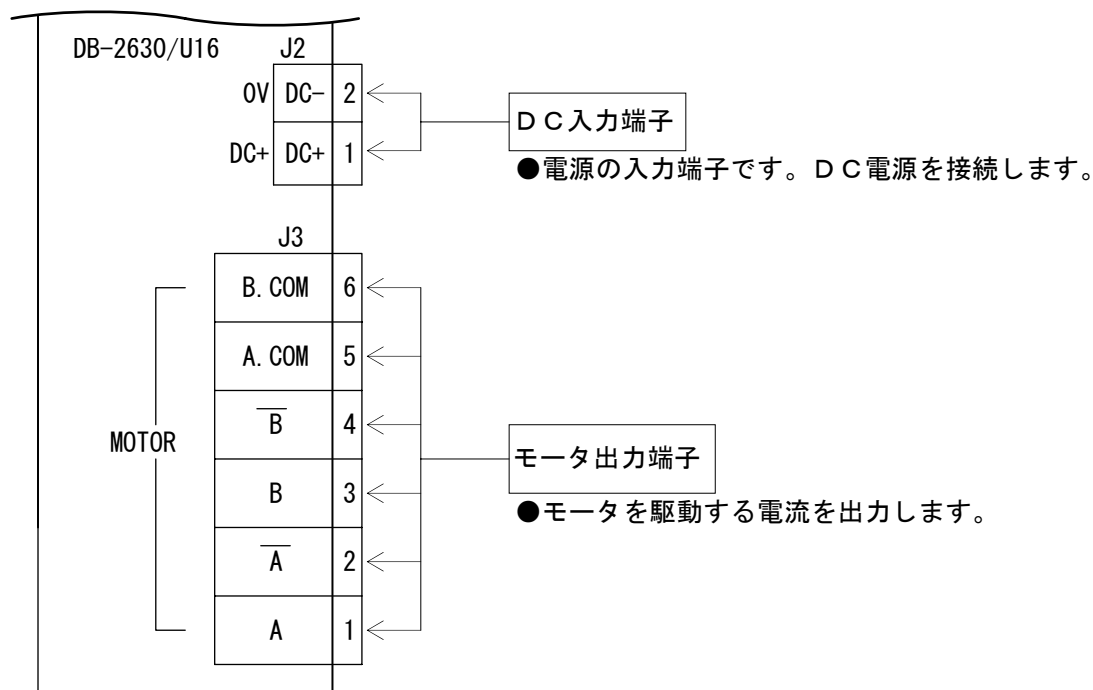 DB-2630/U16 J2
0V DC- 2
DC+ DC+ 1
DC入力端子
●電源の入力端子です。DC電源を接続します。
J3
B.COM 6
A.COM 5
B̅ 4
MOTOR
B 3
A̅ 2
A 1
モータ出力端子
●モータを駆動する電流を出力します。